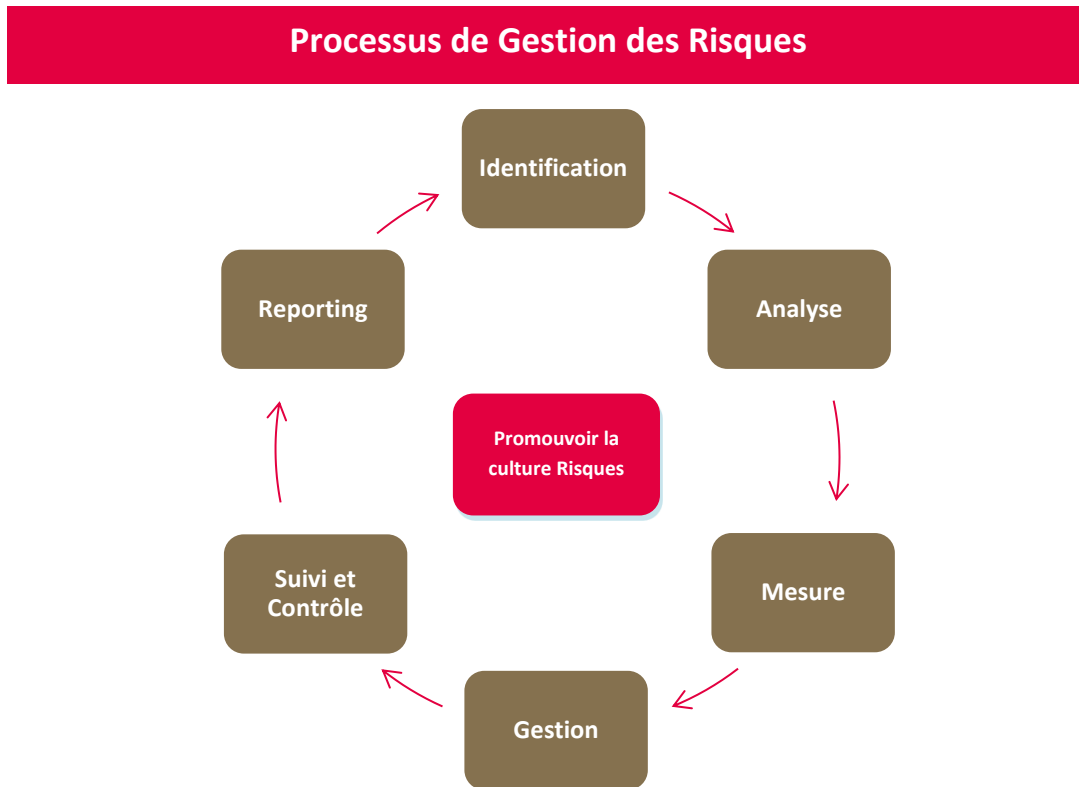 Processus de Gestion des Risques
Identification
Analyse
Mesure
Gestion
Suivi et
Contrôle
Reporting
Promouvoir la
culture Risques